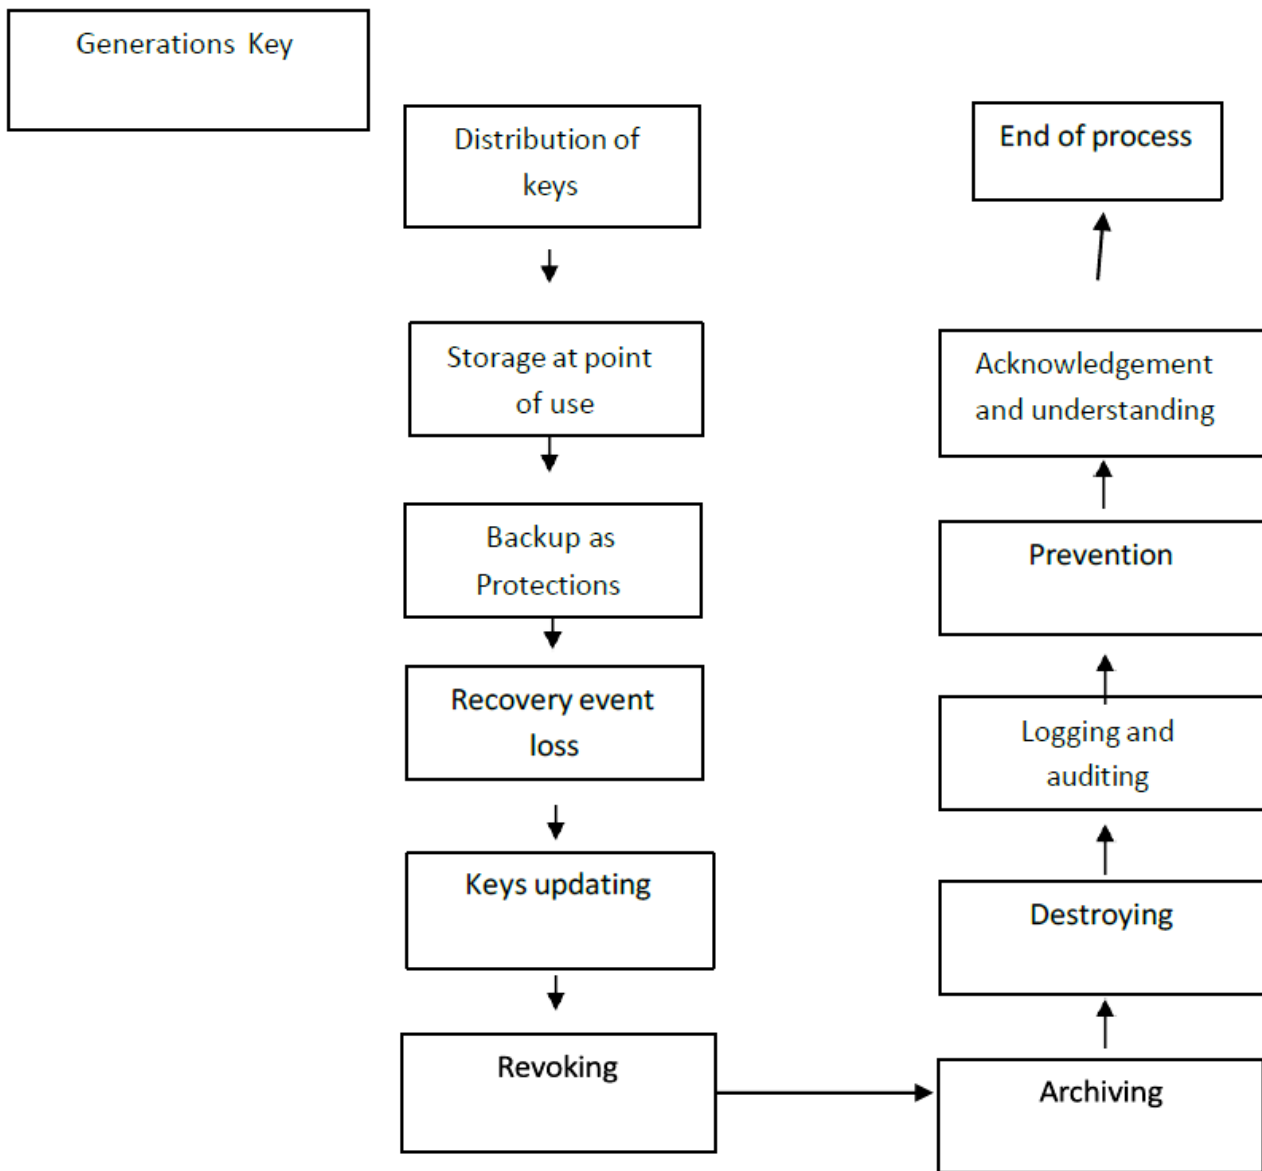 Generations Key
Distribution of
keys
Storage at point
of use
Backup as
Protections
Recovery event
loss
Keys updating
Revoking
Archiving
Destroying
Logging and
auditing
Prevention
Acknowledgement
and understanding
End of process